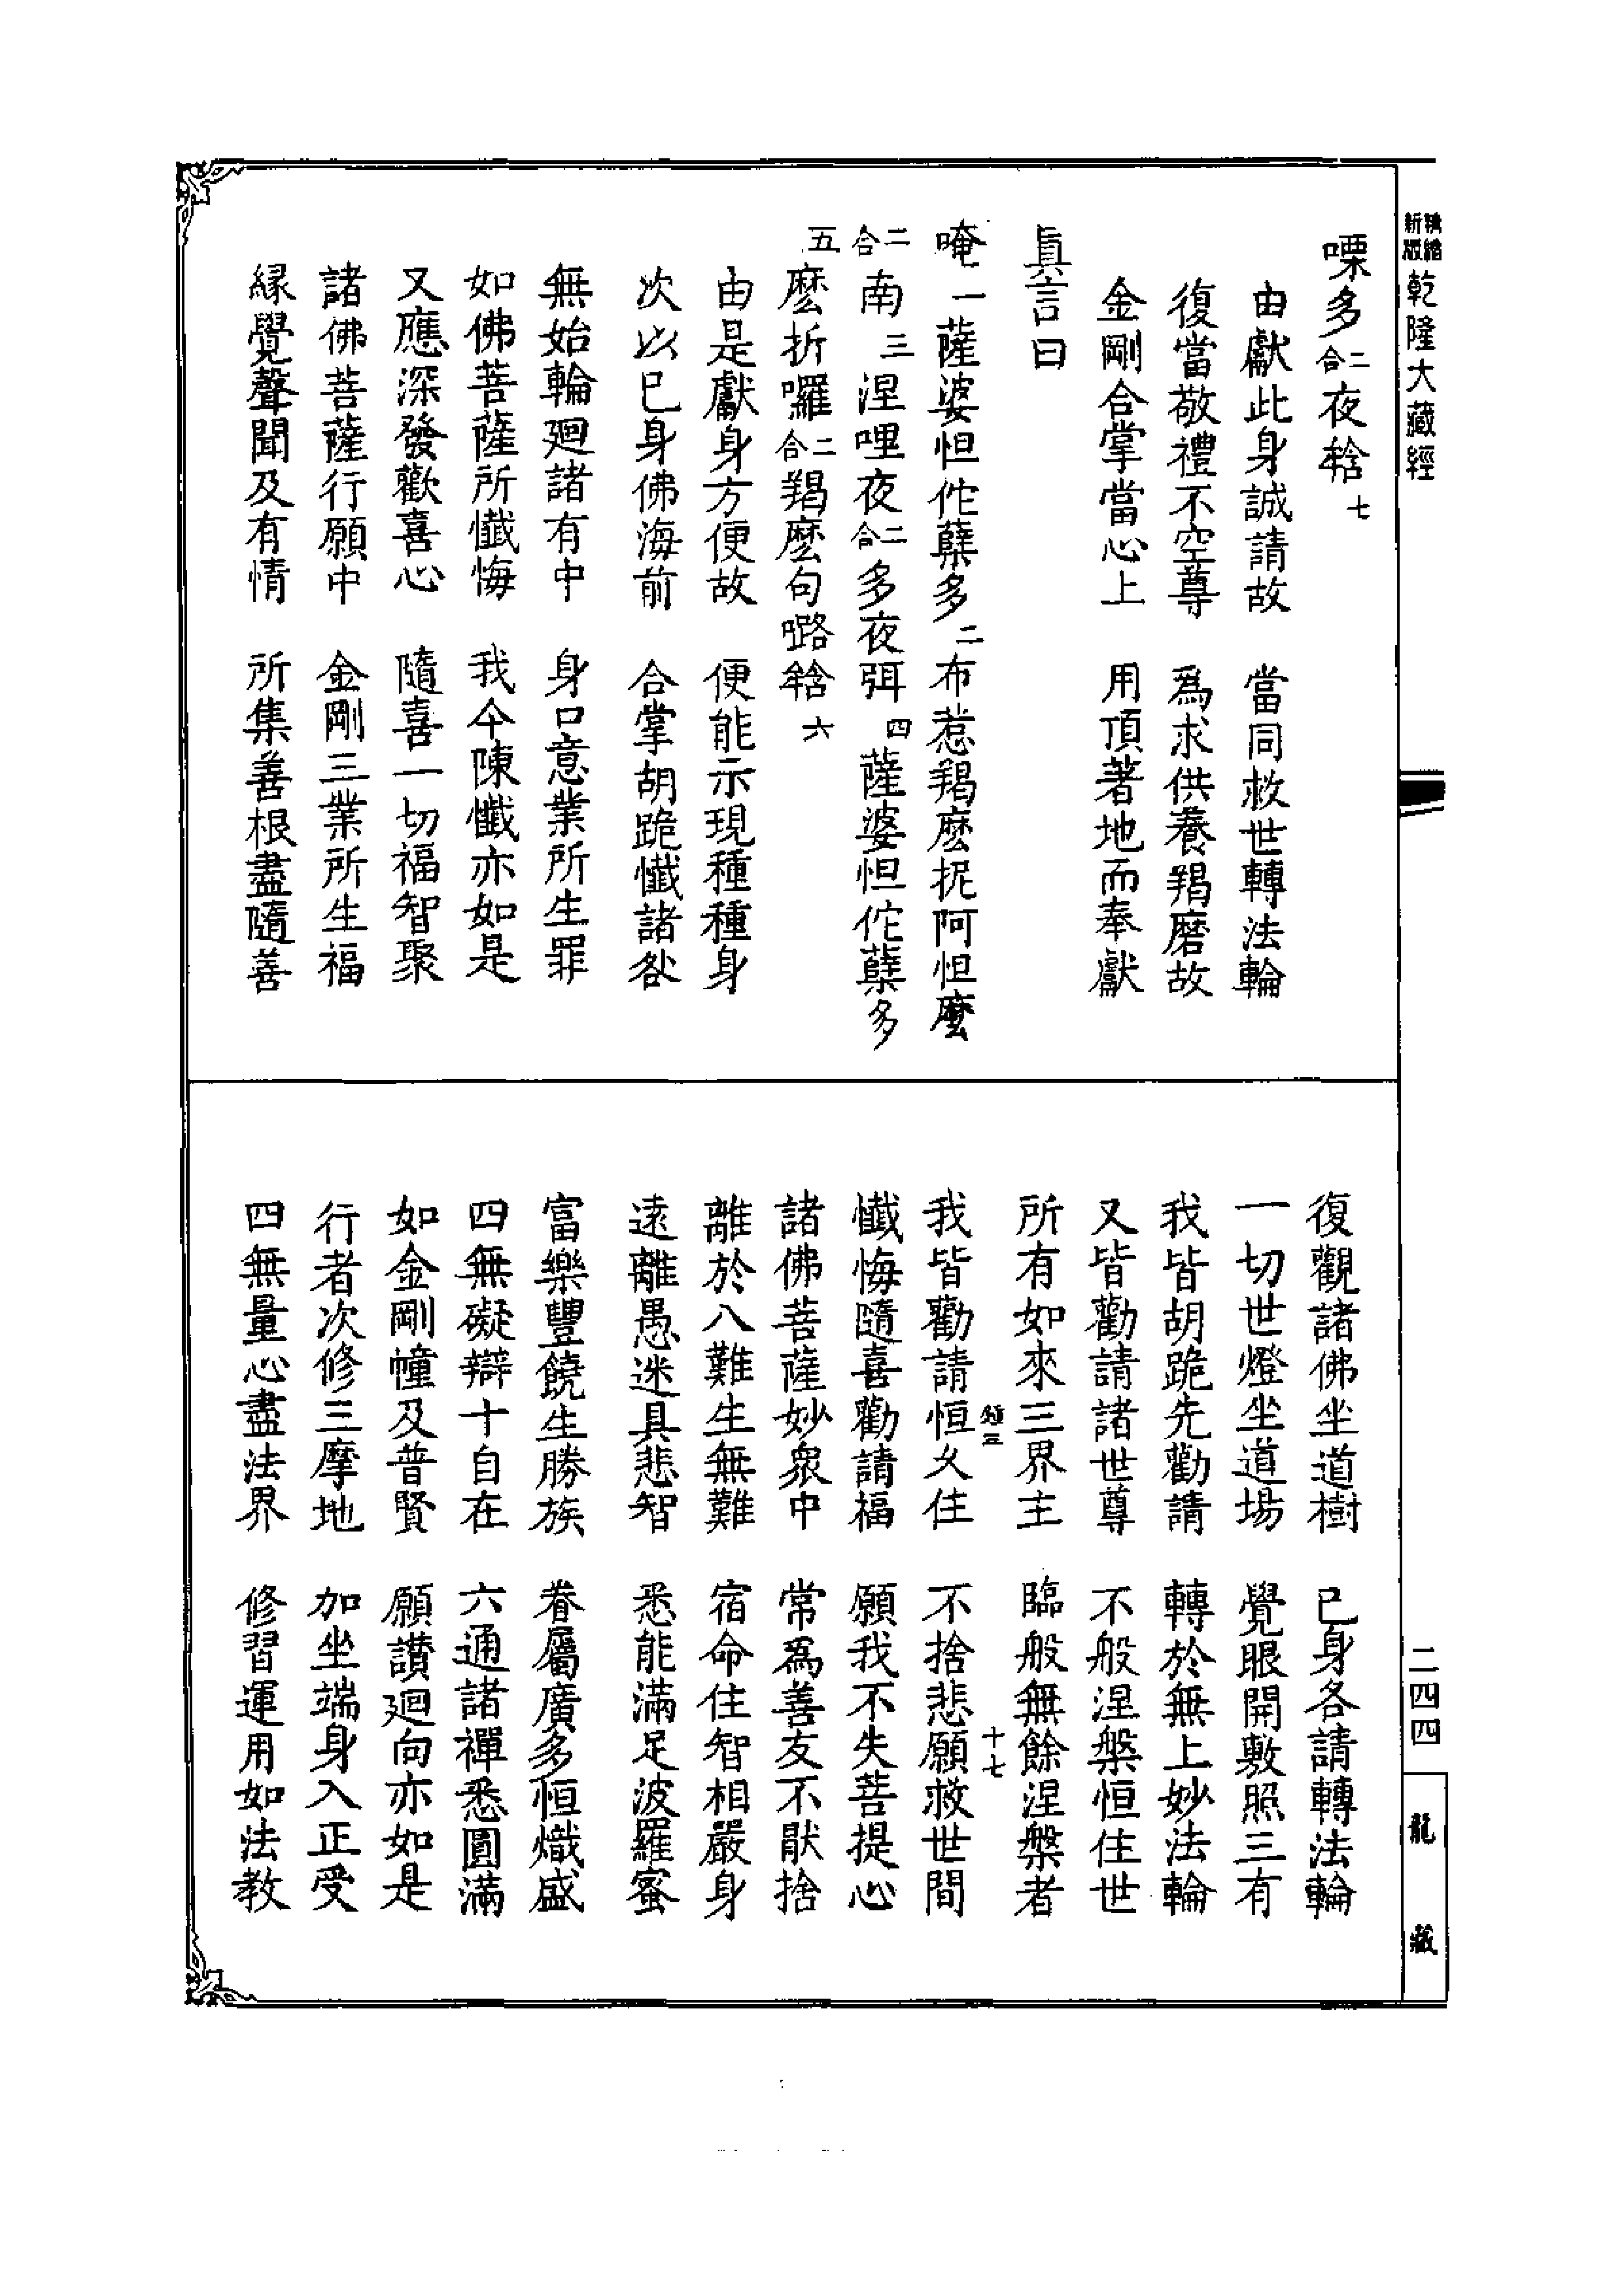 新版精縮乾隆大藏經
㗚多二合夜𤚥七
由獻此身誠請故　當同救世轉法輪
復當敬禮不空尊　爲求供養羯磨故
金剛合掌當心上　用頂著地而奉獻
眞言曰
唵一薩婆怛佗蘖多二布惹羯麼抳阿怛麼
二合南三涅哩夜二合多夜弭四薩婆怛佗蘖多
五麼折囉二合羯麼句嚕𤚥六
由是獻身方便故　便能示現種種身
次以已身佛海前　合掌胡跪懺諸咎
無始輪迴諸有中　身口意業所生罪
如佛菩薩所懺悔　我今陳懺亦如是
又應深發歡喜心　隨喜一切福智聚
諸佛菩薩行願中　金剛三業所生福
緣覺聲聞及有情　所集善根盡隨善
復觀諸佛坐道樹　已身各請轉法輪
一切世燈坐道場　覺眼開敷照三有
我皆胡跪先勸請　轉於無上妙法輪
又皆勸請諸世尊　不般涅槃恒住世
所有如來三界主　臨般無餘涅槃者
十七
我皆勸請恒久住　不捨悲願救世間
懺悔隨喜勸請福　願我不失菩提心
諸佛菩薩妙衆中　常爲善友不厭捨
離於八難生無難　宿命住智相嚴身
遠離愚迷具悲智　悉能滿足波羅蜜
富樂豐饒生勝族　眷屬廣多恒熾盛
四無礙辯十自在　六通諸禪悉圓滿
如金剛幢及普賢　願讚迴向亦如是
行者次修三摩地　加坐端身入正受
四無量心盡法界　修習運用如法教
二四四
龍藏